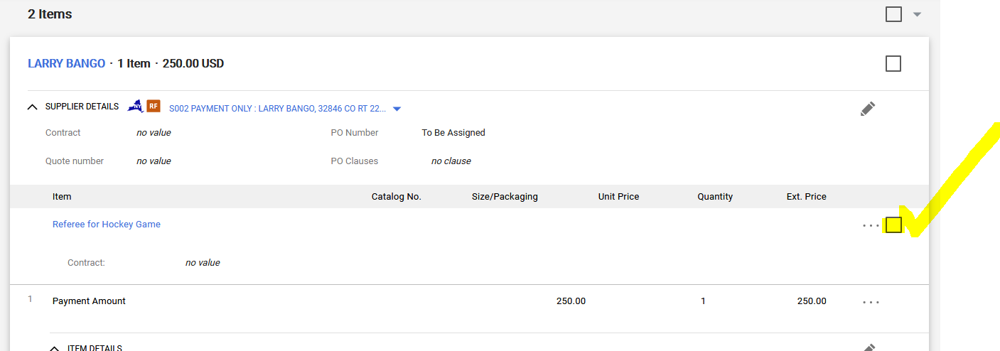 2 Items
LARRY BANGO · 1 Item · 250.00 USD
SUPPLIER DETAILS NY RF S002 PAYMENT ONLY : LARRY BANGO, 32846 CO RT 22...
Contract no value PO Number To Be Assigned
Quote number no value PO Clauses no clause
Item Catalog No. Size/Packaging Unit Price Quantity Ext. Price
Referee for Hockey Game ...
Contract: no value
1 Payment Amount 250.00 1 250.00 ...
ITEM DETAILS